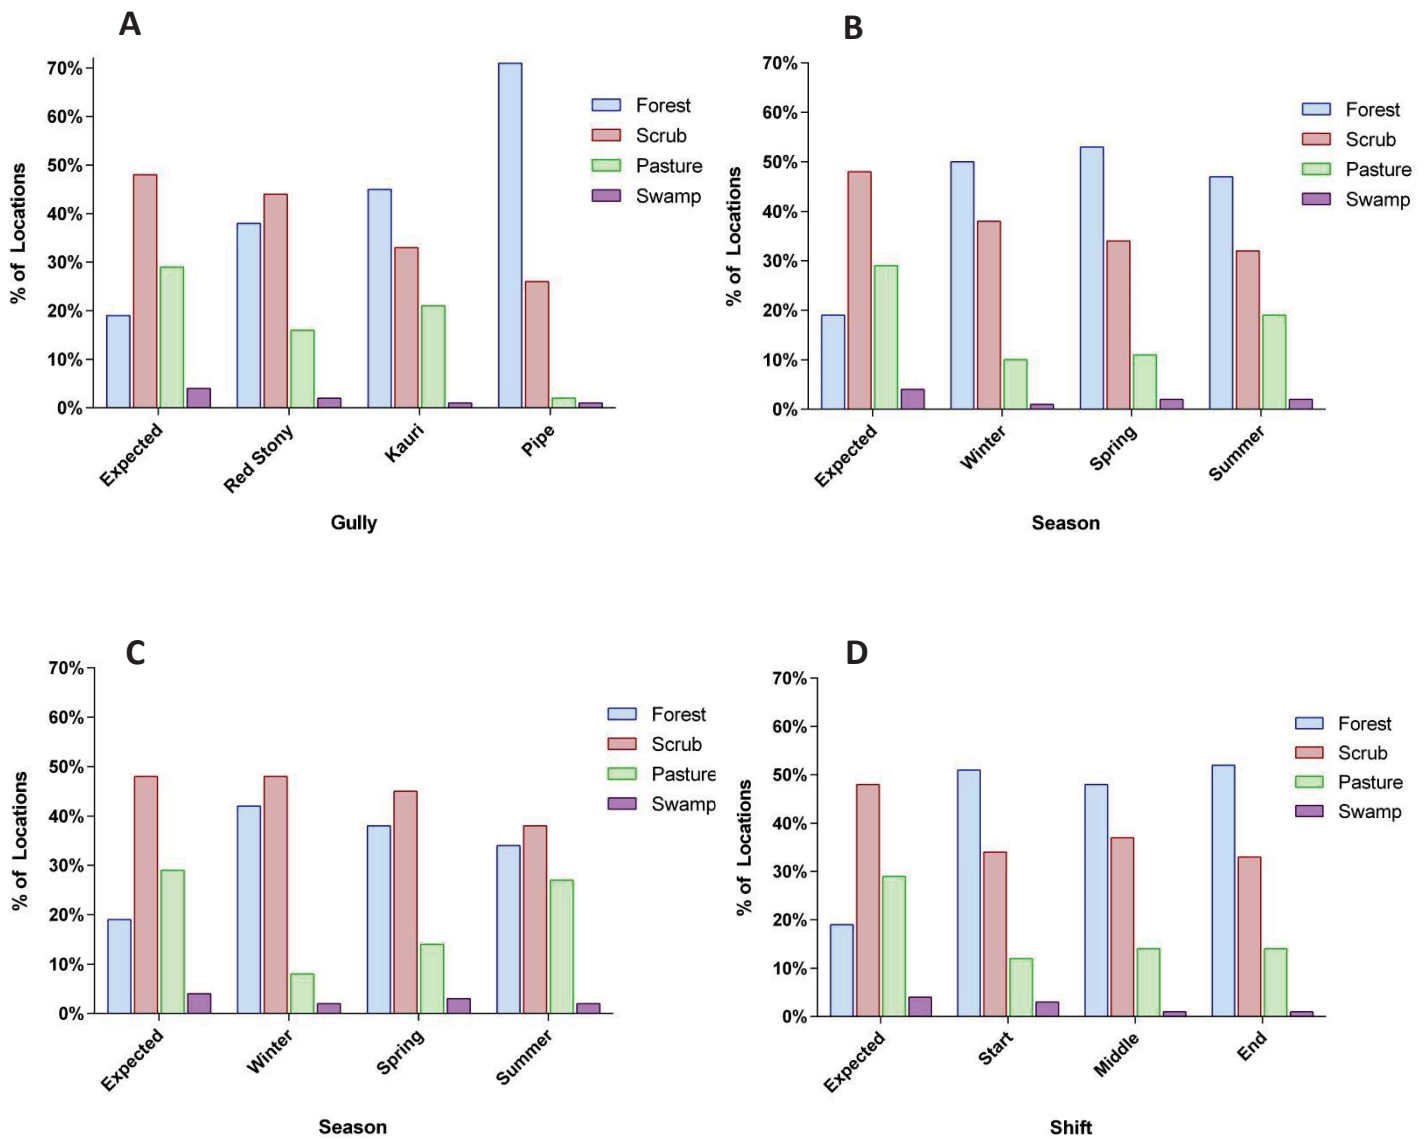 A
70%
60%
50%
40%
30%
20%
10%
0%
% of Locations
Forest
Scrub
Pasture
Swamp
Expected
Red Stony
Kauri
Pipe
Gully
B
70%
60%
50%
40%
30%
20%
10%
0%
% of Locations
Forest
Scrub
Pasture
Swamp
Expected
Winter
Spring
Summer
Season
C
70%
60%
50%
40%
30%
20%
10%
0%
% of Locations
Forest
Scrub
Pasture
Swamp
Expected
Winter
Spring
Summer
Season
D
70%
60%
50%
40%
30%
20%
10%
0%
% of Locations
Forest
Scrub
Pasture
Swamp
Expected
Start
Middle
End
Shift